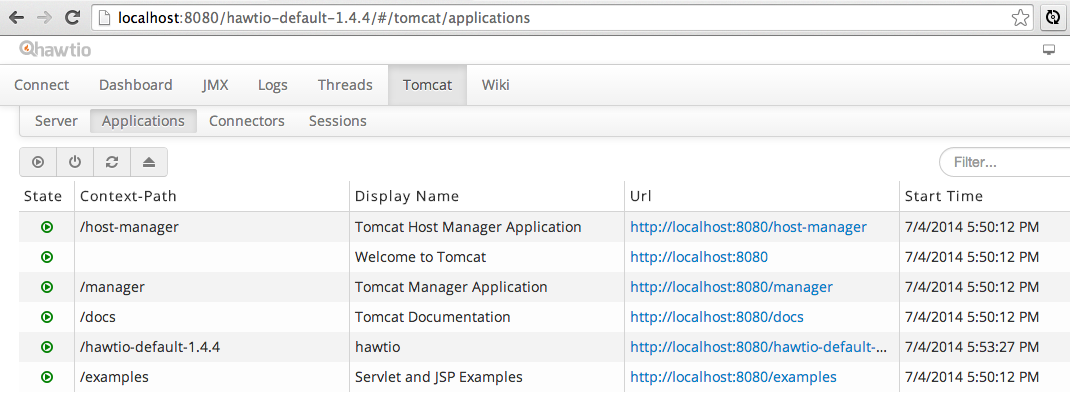 localhost:8080/hawtio-default-1.4.4/#/tomcat/applications
hawtio
Connect Dashboard JMX Logs Threads Tomcat Wiki
Server Applications Connectors Sessions
Filter...
State Context-Path Display Name Url Start Time
/host-manager Tomcat Host Manager Application http://localhost:8080/host-manager 7/4/2014 5:50:12 PM
Welcome to Tomcat http://localhost:8080 7/4/2014 5:50:12 PM
/manager Tomcat Manager Application http://localhost:8080/manager 7/4/2014 5:50:12 PM
/docs Tomcat Documentation http://localhost:8080/docs 7/4/2014 5:50:12 PM
/hawtio-default-1.4.4 hawtio http://localhost:8080/hawtio-default-... 7/4/2014 5:53:27 PM
/examples Servlet and JSP Examples http://localhost:8080/examples 7/4/2014 5:50:12 PM